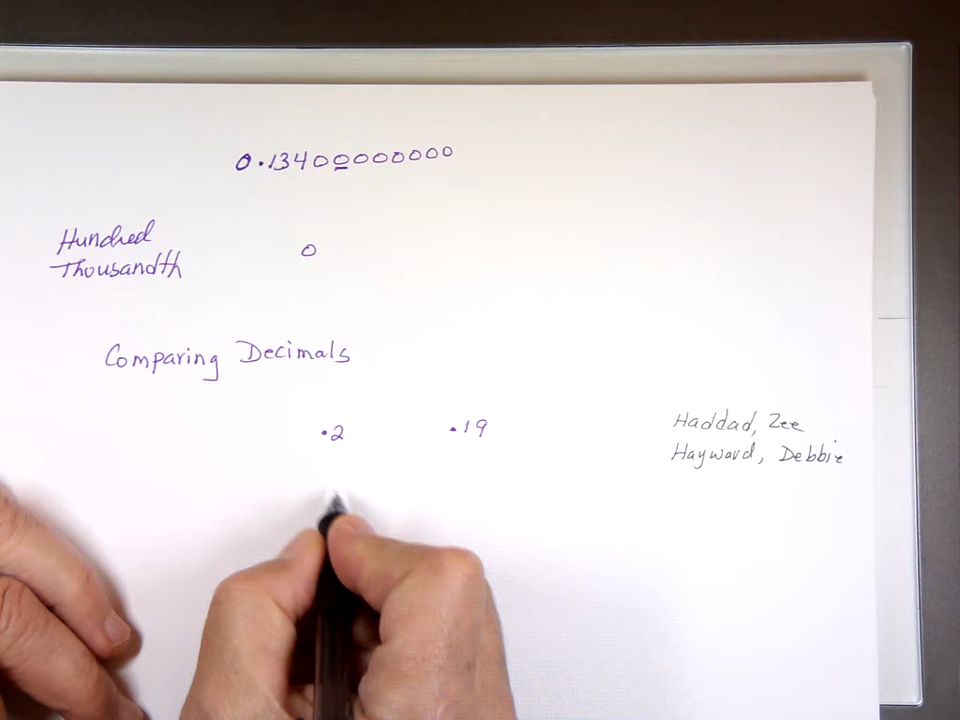 0.13400000000
Hundred
Thousandth
0
Comparing Decimals
.2 .19
Haddad, Zee
Hayward, Debbie